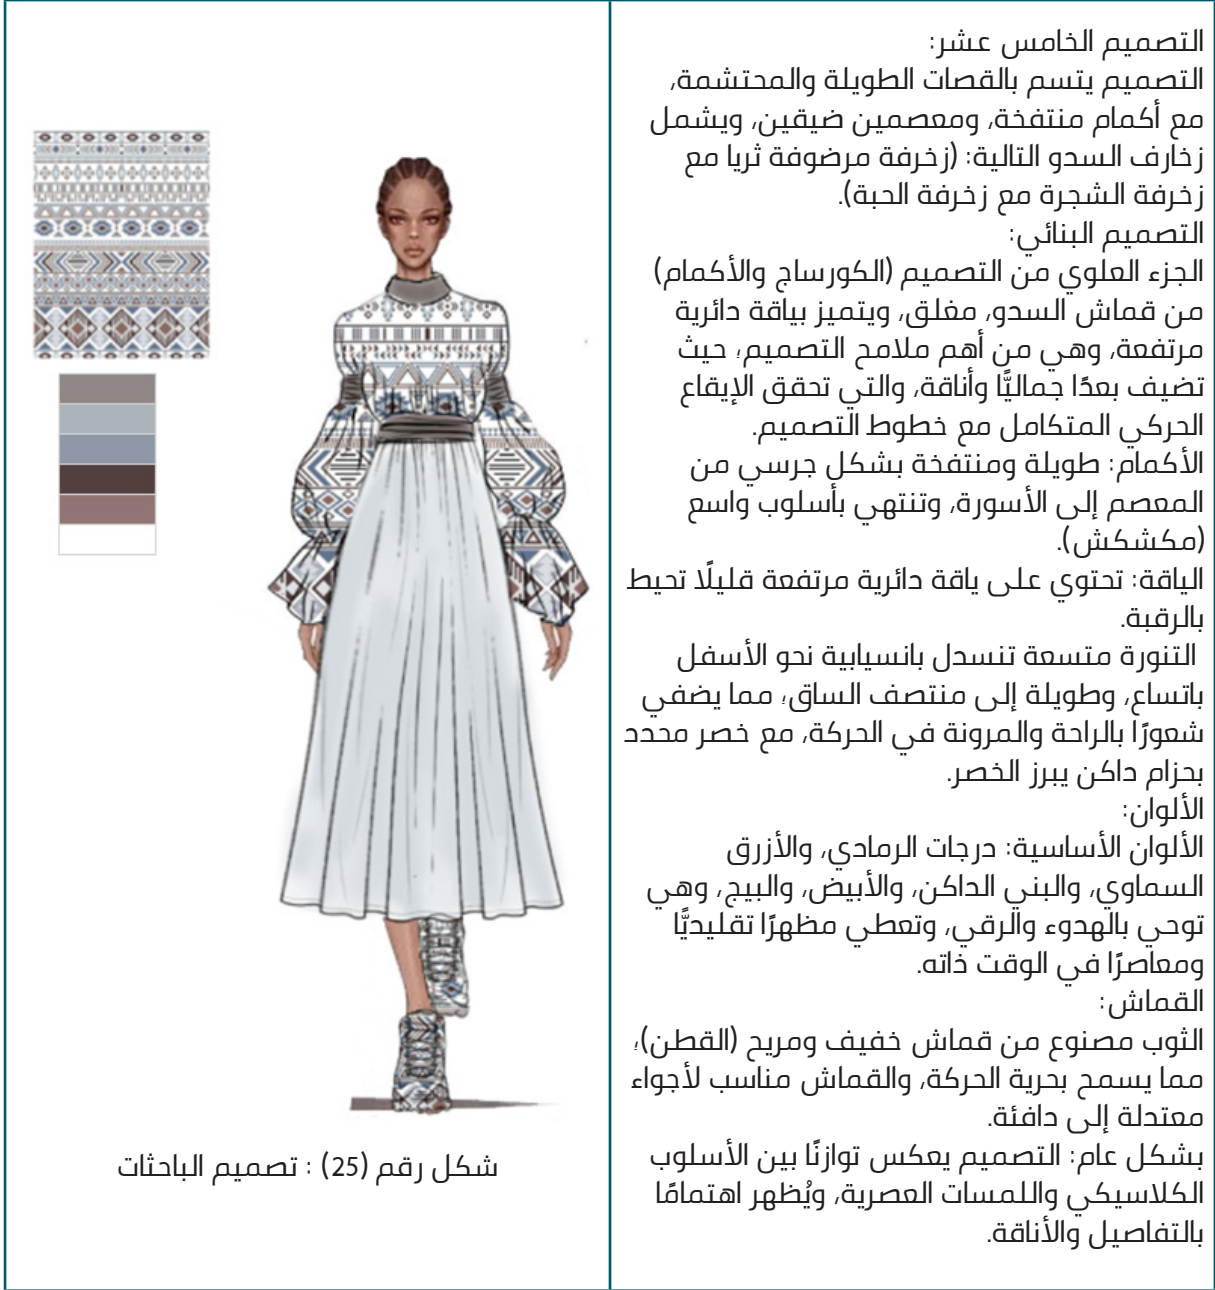 التصميم الخامس عشر:
التصميم يتسم بالقصات الطويلة والمحتشمة،
مع أكمام منتفخة، ومعصمين ضيقين، ويشمل
زخارف السدو التالية: (زخرفة مرضوفة ثريا مع
زخرفة الشجرة مع زخرفة الحبة).
التصميم البنائي:
الجزء العلوي من التصميم (الكورساج والأكمام)
من قماش السدو، مغلق، ويتميز بياقة دائرية
مرتفعة، وهي من أهم ملامح التصميم؛ حيث
تضيف بعدًا جماليًّا وأناقة، والتي تحقق الإيقاع
الحركي المتكامل مع خطوط التصميم.
الأكمام: طويلة ومنتفخة بشكل جرسي من
المعصم إلى الأسورة، وتنتهي بأسلوب واسع
(مكشكش).
الياقة: تحتوي على ياقة دائرية مرتفعة قليلًا تحيط
بالرقبة.
التنورة متسعة تنسدل بانسيابية نحو الأسفل
باتساع، وطويلة إلى منتصف الساق؛ مما يضفي
شعورًا بالراحة والمرونة في الحركة، مع خصر محدد
بحزام داكن يبرز الخصر.
الألوان:
الألوان الأساسية: درجات الرمادي، والأزرق
السماوي، والبني الداكن، والأبيض، والبيج، وهي
توحي بالهدوء والرقي، وتعطي مظهرًا تقليديًّا
ومعاصرًا في الوقت ذاته.
القماش:
الثوب مصنوع من قماش خفيف ومريح (القطن)؛
مما يسمح بحرية الحركة، والقماش مناسب لأجواء
معتدلة إلى دافئة.
بشكل عام: التصميم يعكس توازنًا بين الأسلوب
الكلاسيكي واللمسات العصرية، ويُظهر اهتمامًا
بالتفاصيل والأناقة.
شكل رقم (25) : تصميم الباحثات